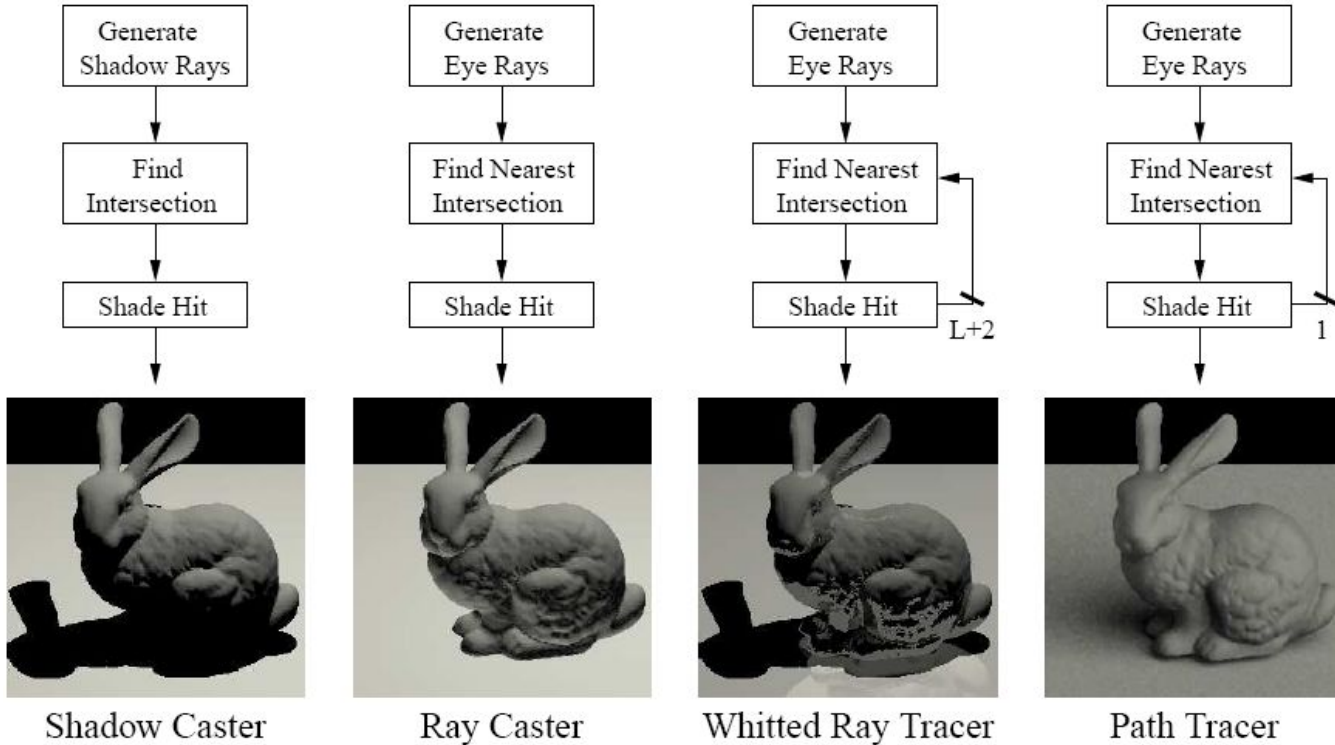 Generate
Shadow Rays
Find
Intersection
Shade Hit
Shadow Caster
Generate
Eye Rays
Find Nearest
Intersection
Shade Hit
Ray Caster
Generate
Eye Rays
Find Nearest
Intersection
Shade Hit
L+2
Whitted Ray Tracer
Generate
Eye Rays
Find Nearest
Intersection
Shade Hit
1
Path Tracer